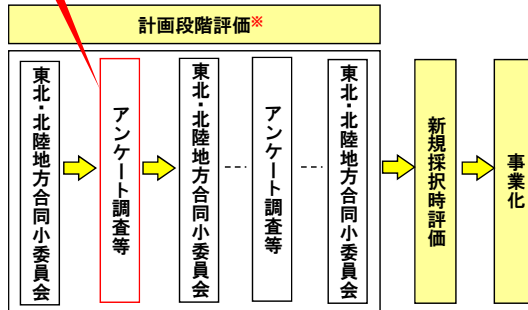 計画段階評価※
東北・北陸地方合同小委員会
アンケート調査等
東北・北陸地方合同小委員会
アンケート調査等
東北・北陸地方合同小委員会
新規採択時評価
事業化